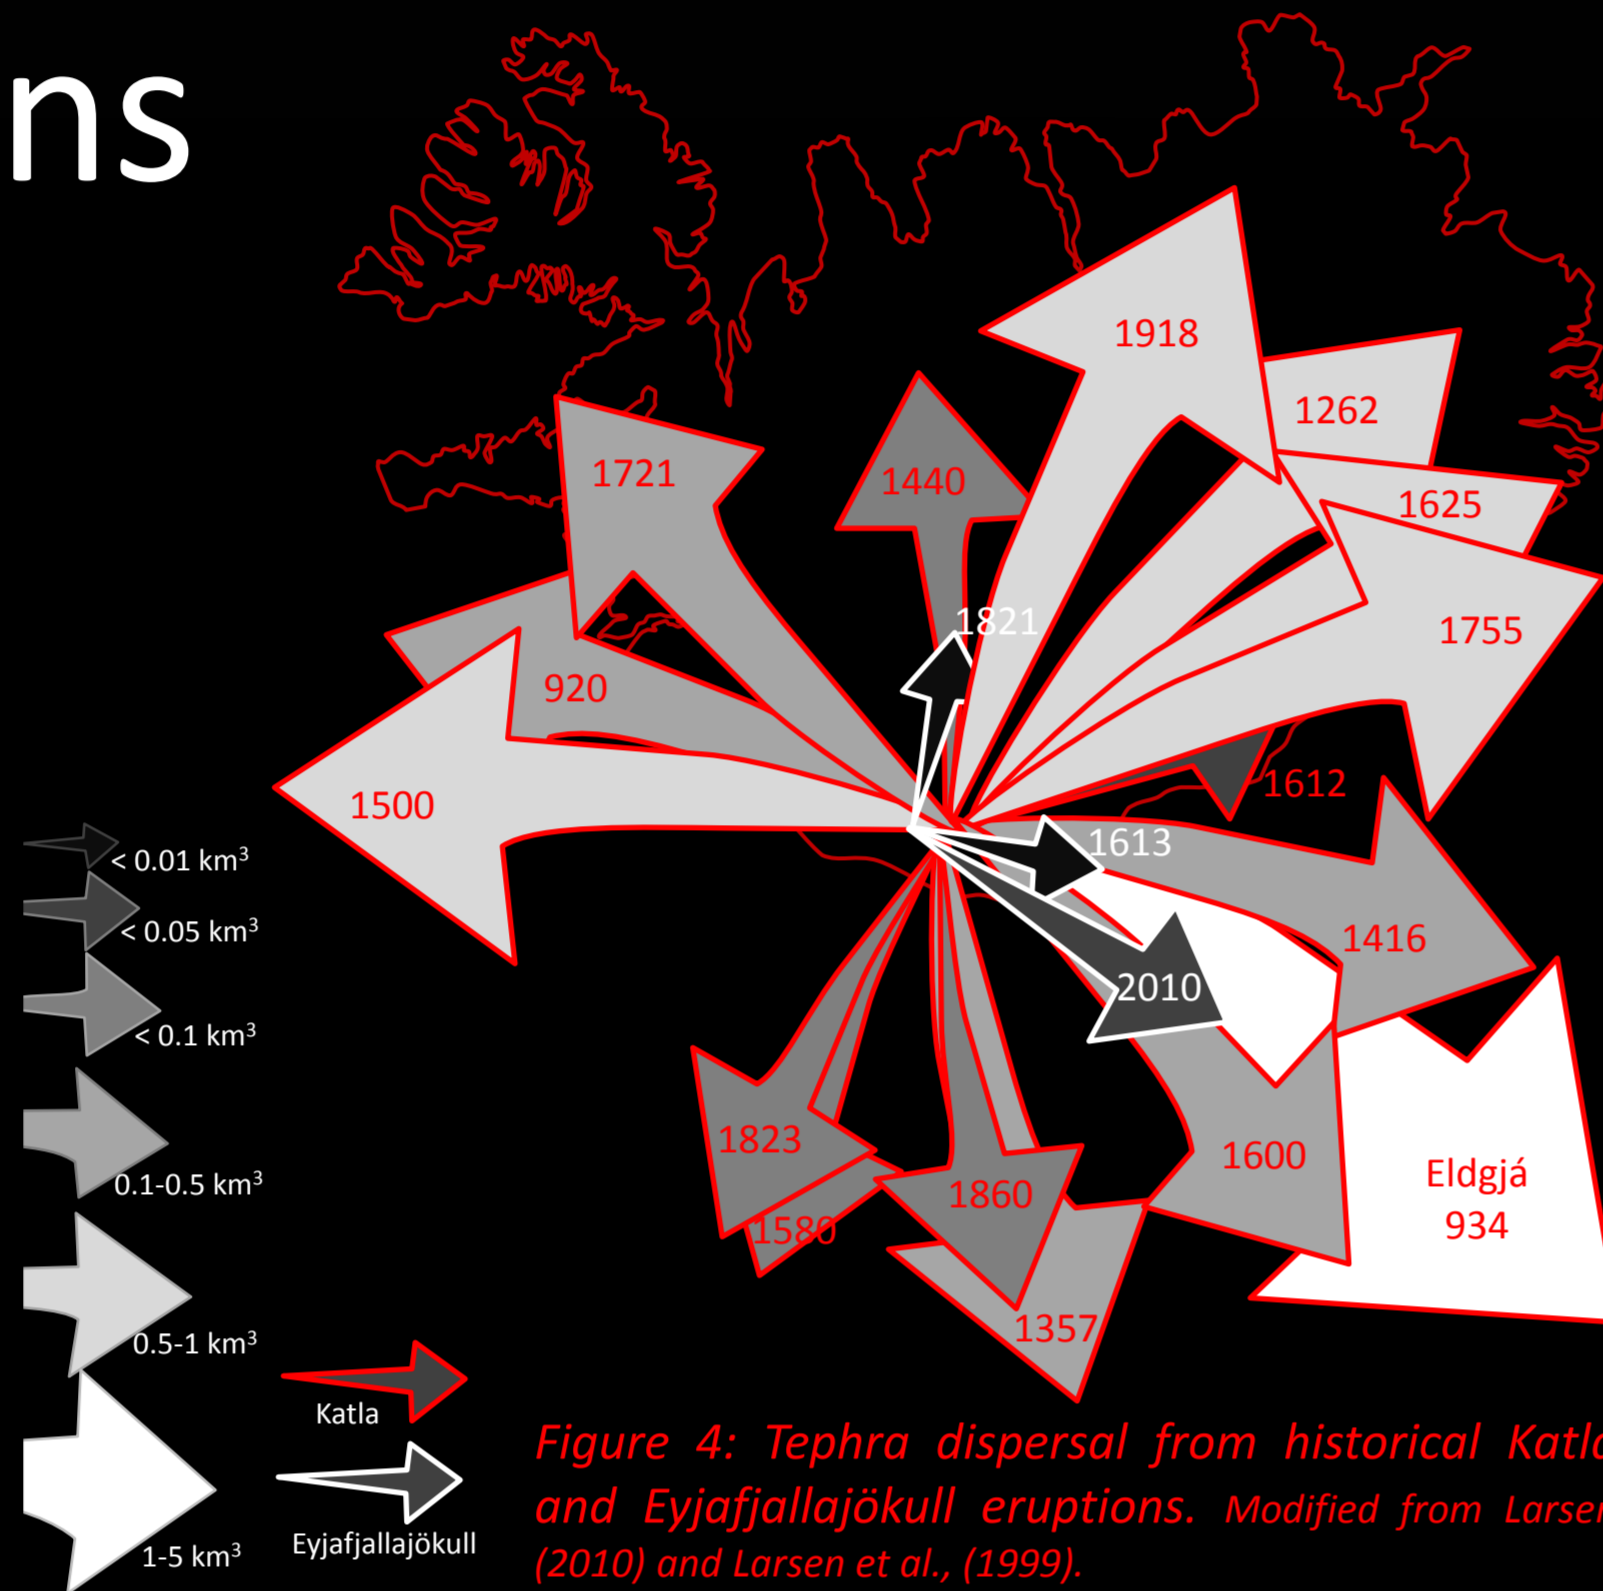 ns
1918
1262
1721
1440
1625
1821
1755
920
1500
1612
1613
1416
2010
1823
1860
1600
1580
1357
Eldgjá
934
< 0.01 km³
< 0.05 km³
< 0.1 km³
0.1-0.5 km³
0.5-1 km³
1-5 km³
Katla
Eyjafjallajökull
Figure 4: Tephra dispersal from historical Katla
and Eyjafjallajökull eruptions. Modified from Larsen
(2010) and Larsen et al., (1999).